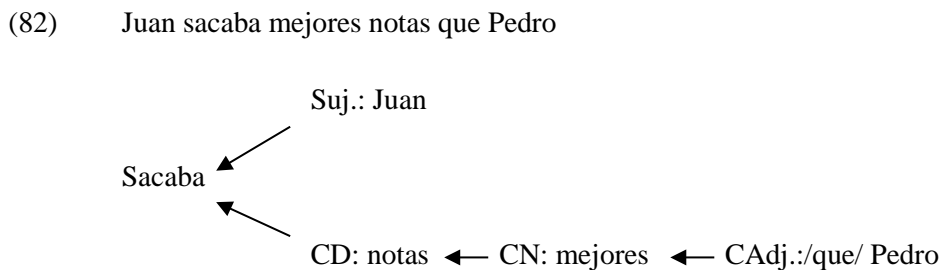 (82) Juan sacaba mejores notas que Pedro
Suj.: Juan
Sacaba
CD: notas CN: mejores CAdj.:/que/ Pedro